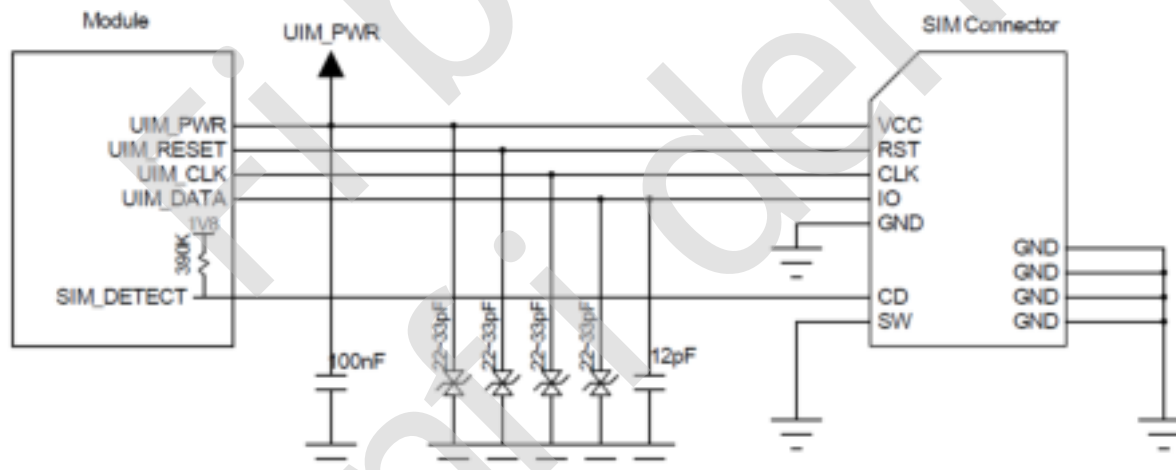 Module
UIM_PWR
SIM Connector
UIM_PWR
UIM_RESET
UIM_CLK
UIM_DATA
1V8
390K
SIM_DETECT
VCC
RST
CLK
IO
GND
GND
GND
CD
GND
SW
GND
100nF
22~33pF
22~33pF
22~33pF
22~33pF
12pF